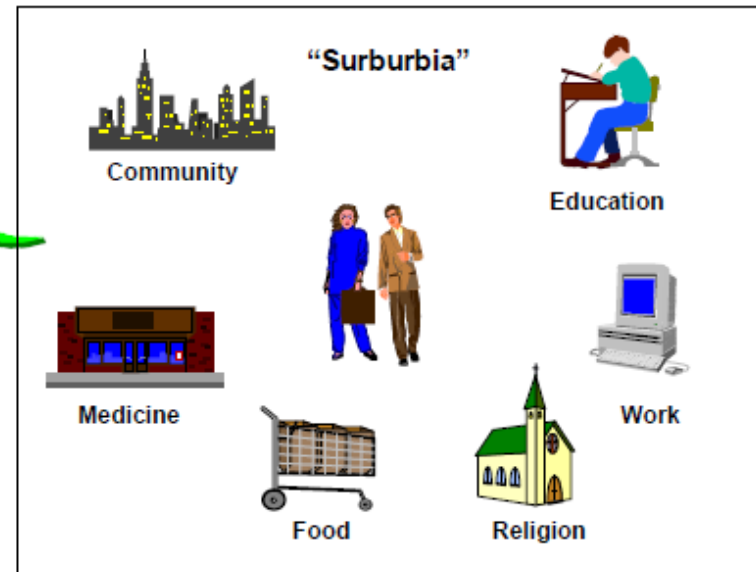 “Surburbia”
Community
Education
Medicine
Work
Food
Religion